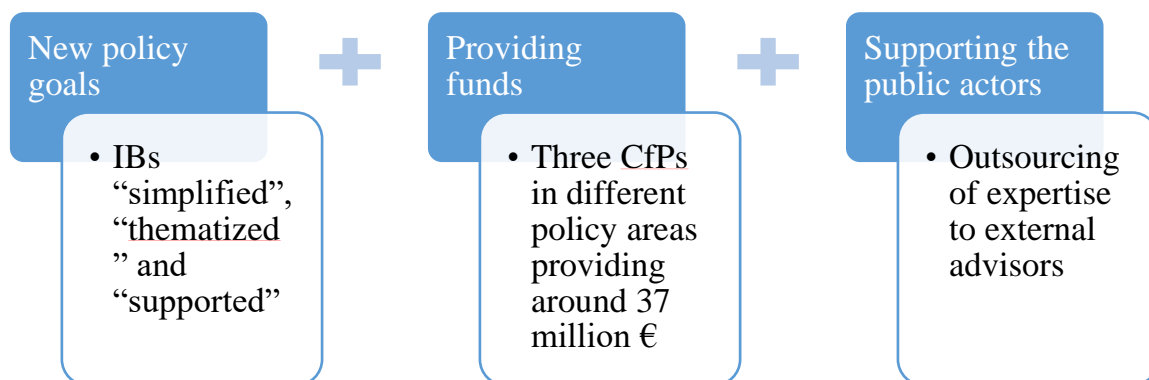 New policy
goals
• IBs
“simplified”,
“thematized
” and
“supported”
Providing
funds
• Three CfPs
in different
policy areas
providing
around 37
million €
Supporting the
public actors
• Outsourcing
of expertise
to external
advisors